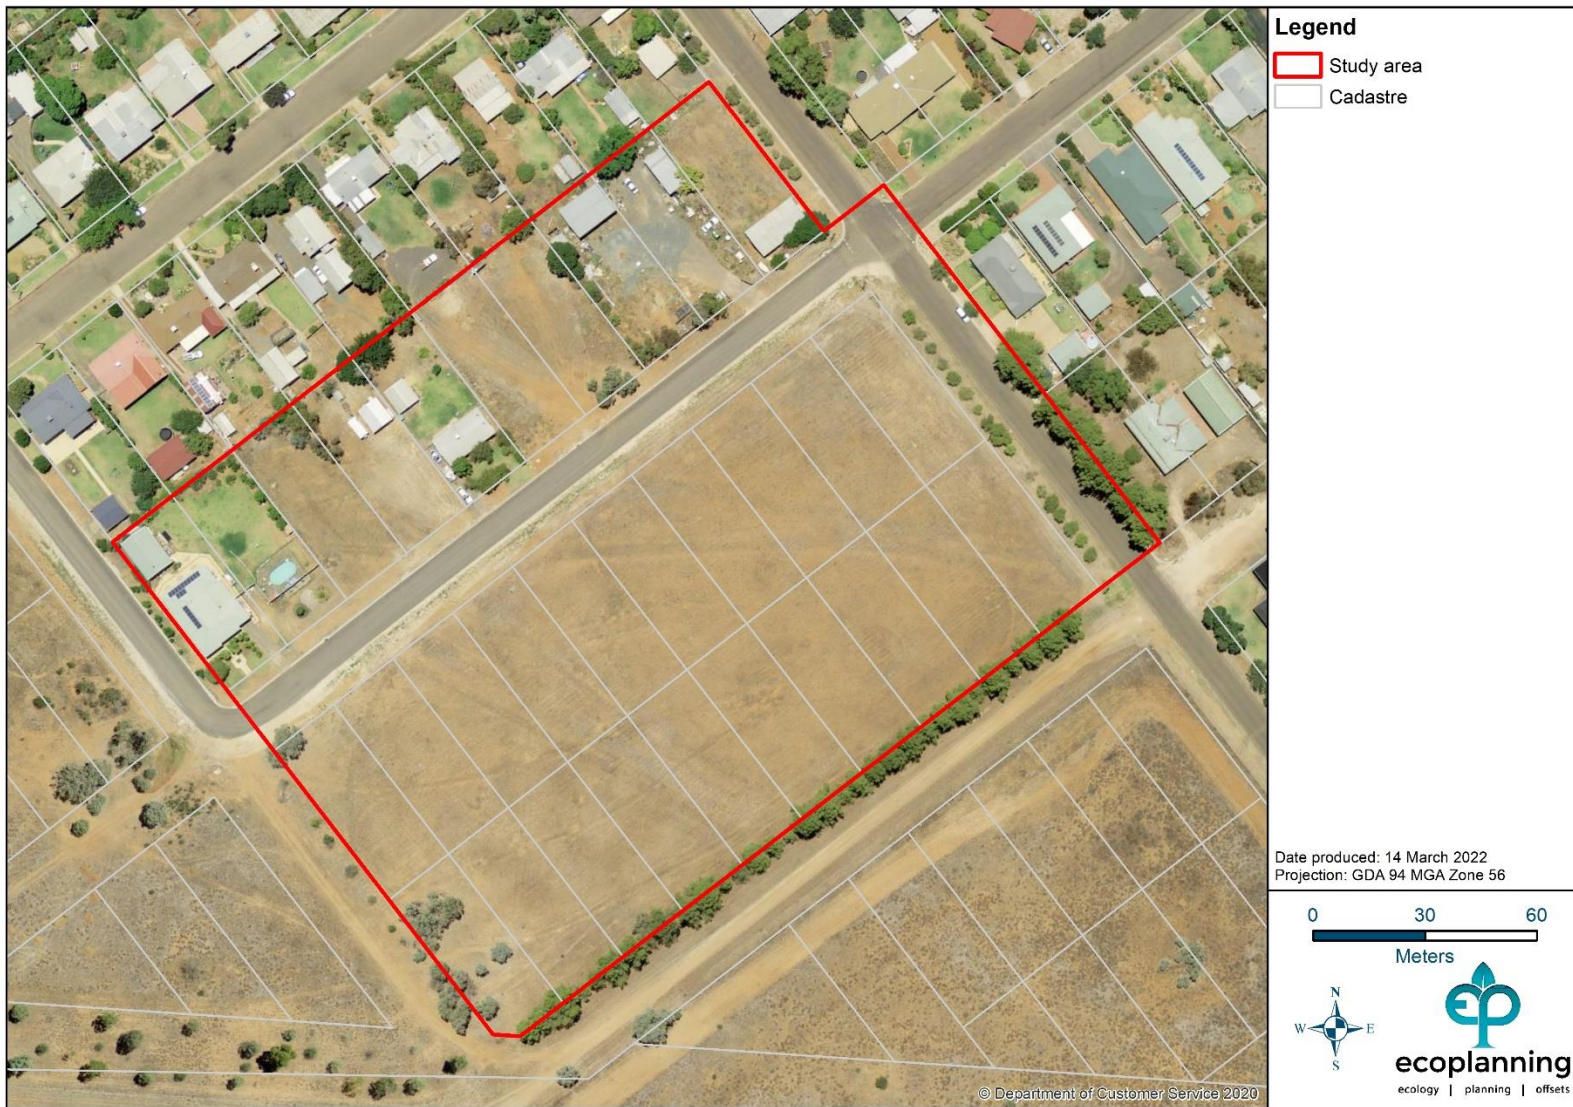 Legend
Study area
Cadastre
Date produced: 14 March 2022
Projection: GDA 94 MGA Zone 56
0 30 60
Meters
N
W E
S
ep
ecoplanning
ecology | planning | offsets
© Department of Customer Service 2020